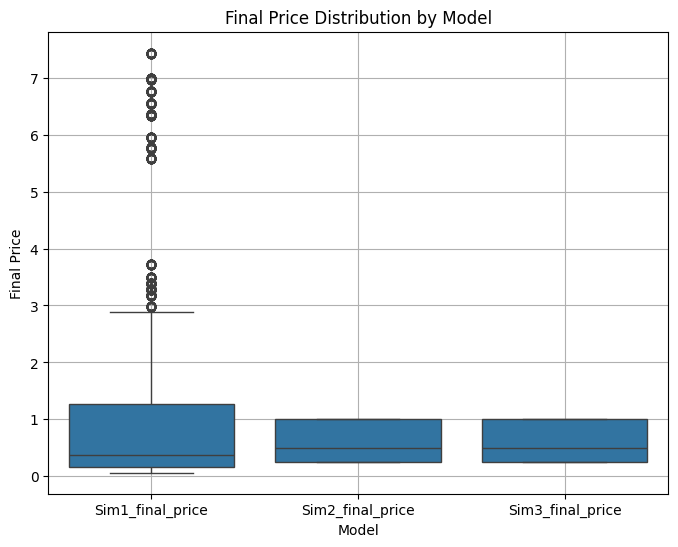 Final Price Distribution by Model
Final Price
7
6
5
4
3
2
1
0
Sim1_final_price
Sim2_final_price
Sim3_final_price
Model